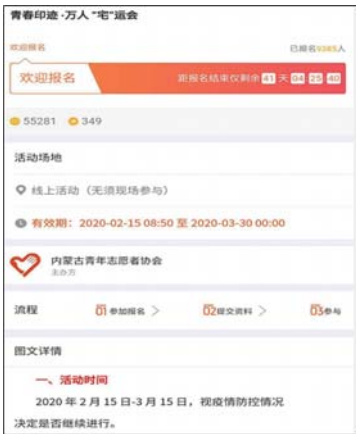 青春印迹-万人“宅”运会
欢迎报名
已报名5385人
欢迎报名
距报名结束仅剩余 41 天 04 25 40
55281 349
活动场地
线上活动（无须现场参与）
有效期：2020-02-15 08:50 至 2020-03-30 00:00
内蒙古青年志愿者协会
主办方
流程
01 参加报名 >
02提交资料 >
03参与
图文详情
一、活动时间
2020 年 2 月 15 日-3 月 15 日，视疫情防控情况
决定是否继续进行。